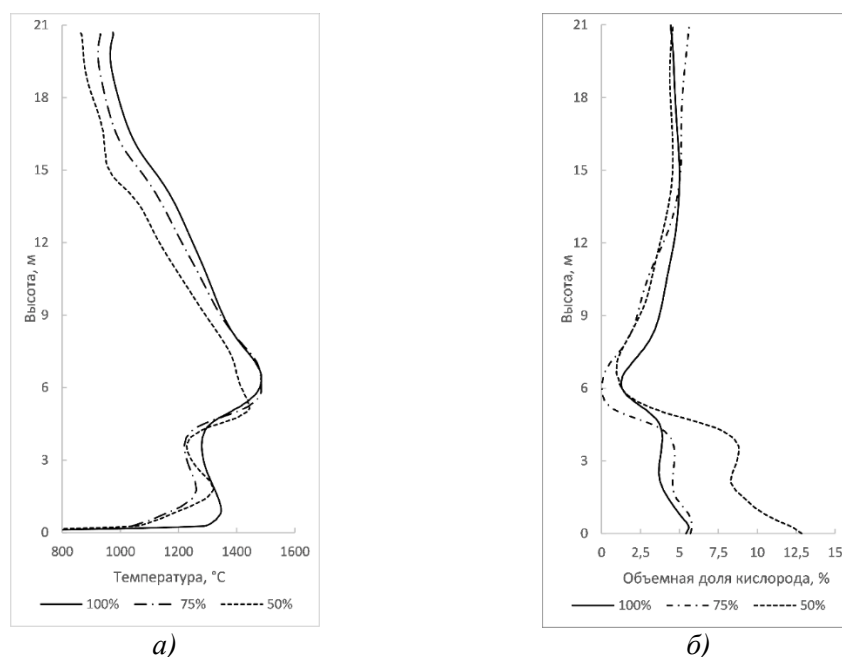 21
18
15
12
9
6
3
0
Высота, м
800 1000 1200 1400 1600
Температура, °С
100% 75% 50%
а)
21
18
15
12
9
6
3
0
Высота, м
0 2,5 5 7,5 10 12,5 15
Объемная доля кислорода, %
100% 75% 50%
б)